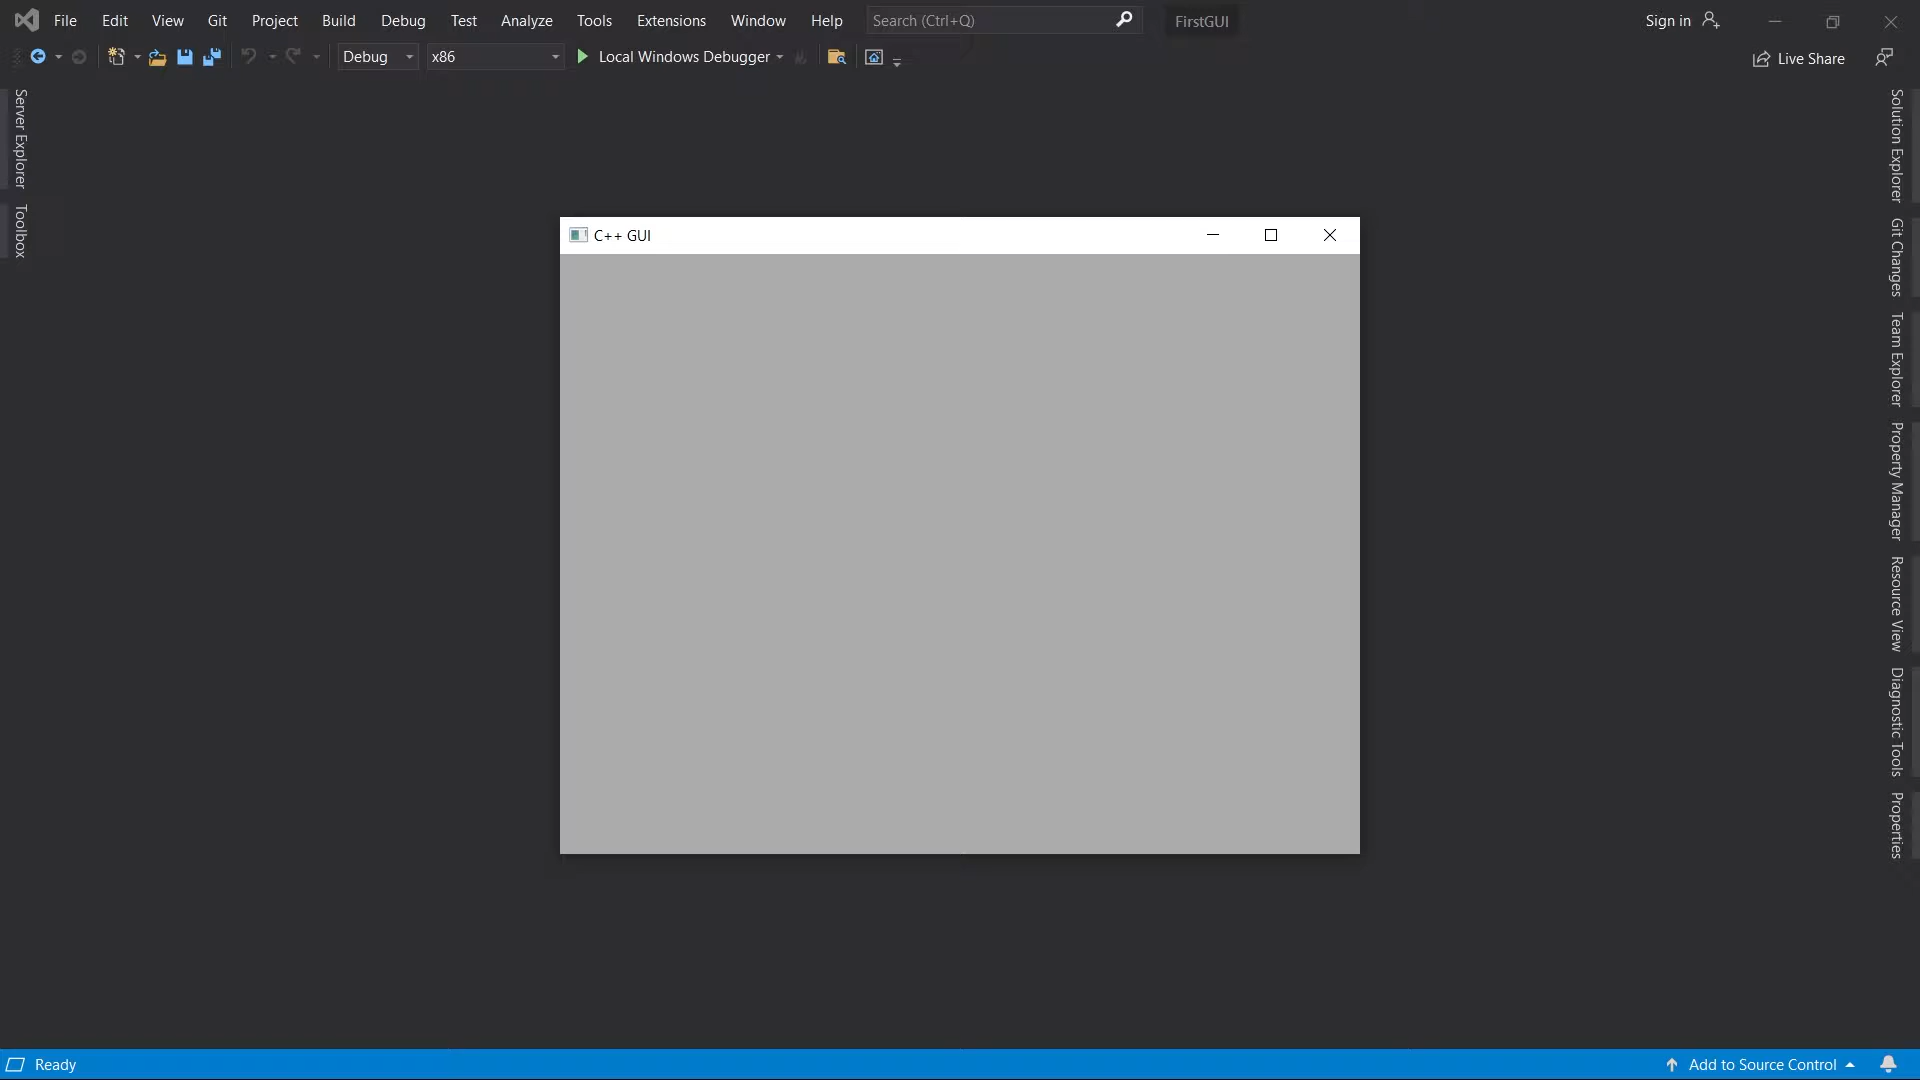 File Edit View Git Project Build Debug Test Analyze Tools Extensions Window Help Search (Ctrl+Q) FirstGUI Sign in
Debug x86 Local Windows Debugger Live Share
Server Explorer
Toolbox
C++ GUI
Solution Explorer
Git Changes
Team Explorer
Property Manager
Resource View
Diagnostic Tools
Properties
Ready Add to Source Control